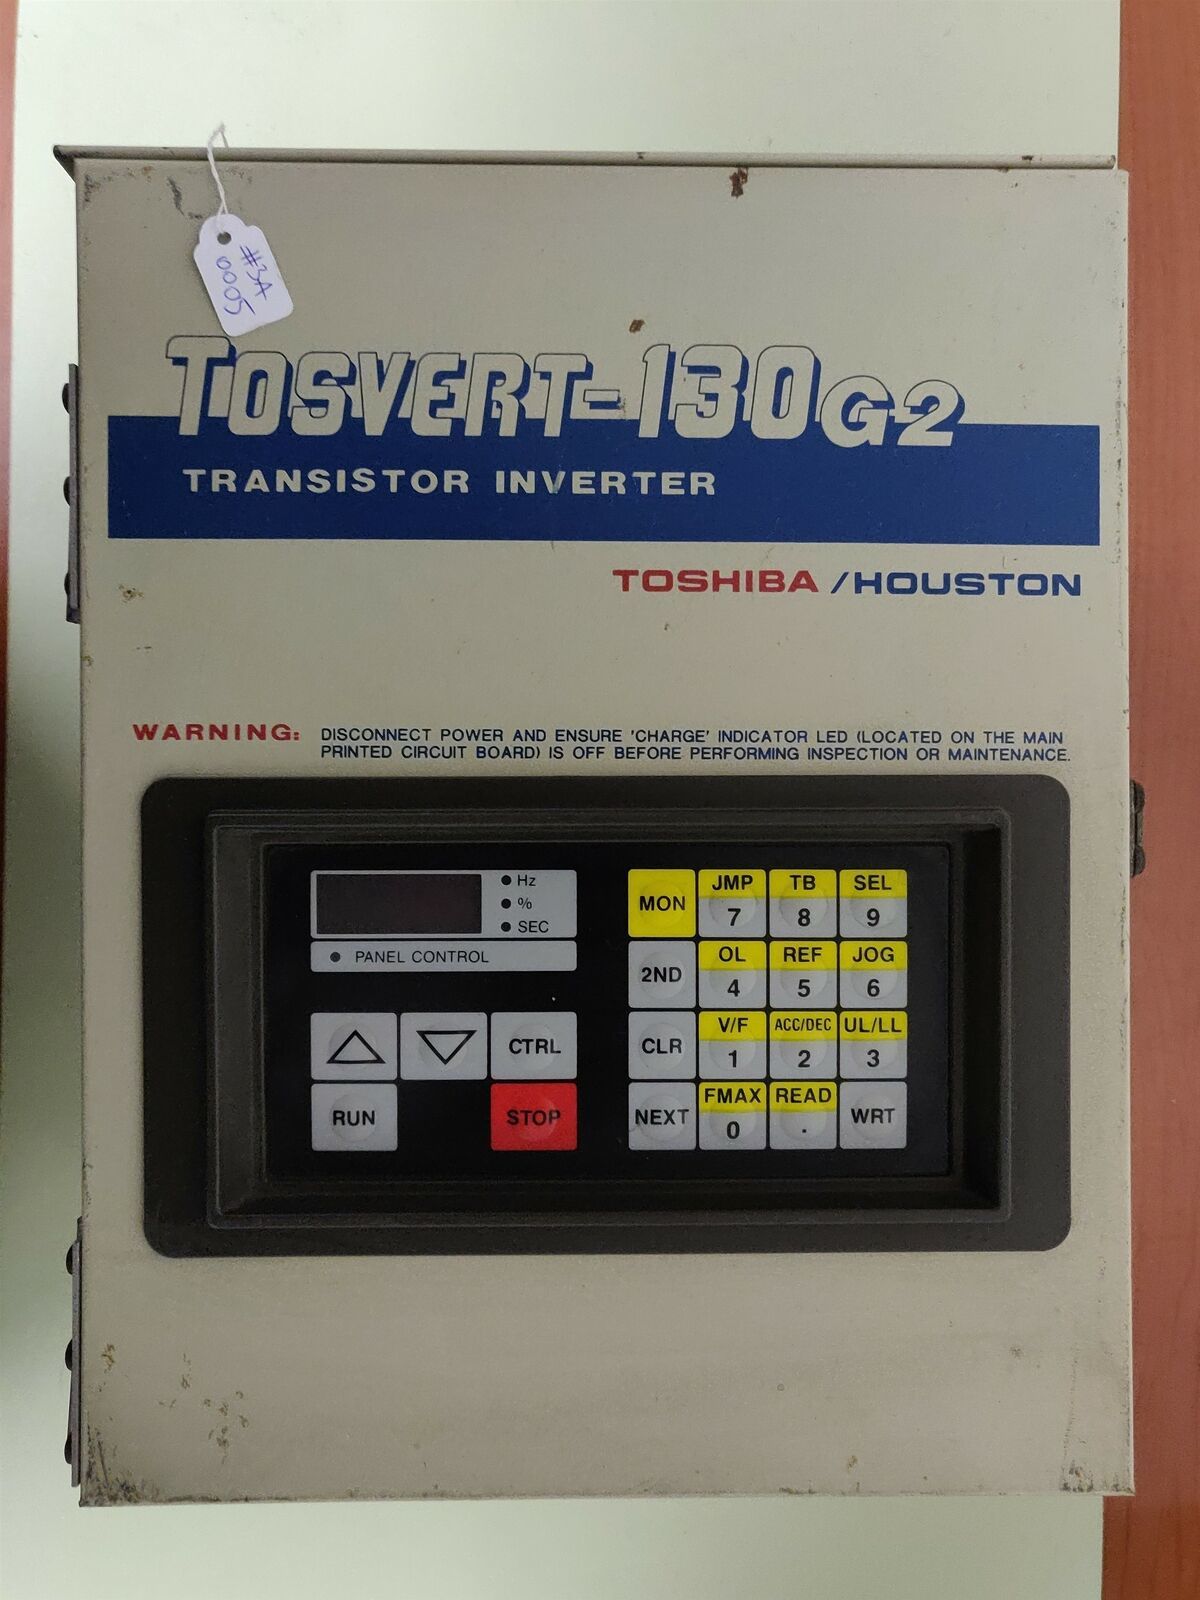 #3A
0005
TOSVERT-130G2
TRANSISTOR INVERTER
TOSHIBA /HOUSTON
WARNING: DISCONNECT POWER AND ENSURE 'CHARGE' INDICATOR LED (LOCATED ON THE MAIN
PRINTED CIRCUIT BOARD) IS OFF BEFORE PERFORMING INSPECTION OR MAINTENANCE.
Hz
%
SEC
PANEL CONTROL
CTRL
RUN
STOP
MON
JMP
7
TB
8
SEL
9
2ND
OL
4
REF
5
JOG
6
CLR
V/F
1
ACC/DEC
2
UL/LL
3
NEXT
FMAX
0
READ
.
WRT